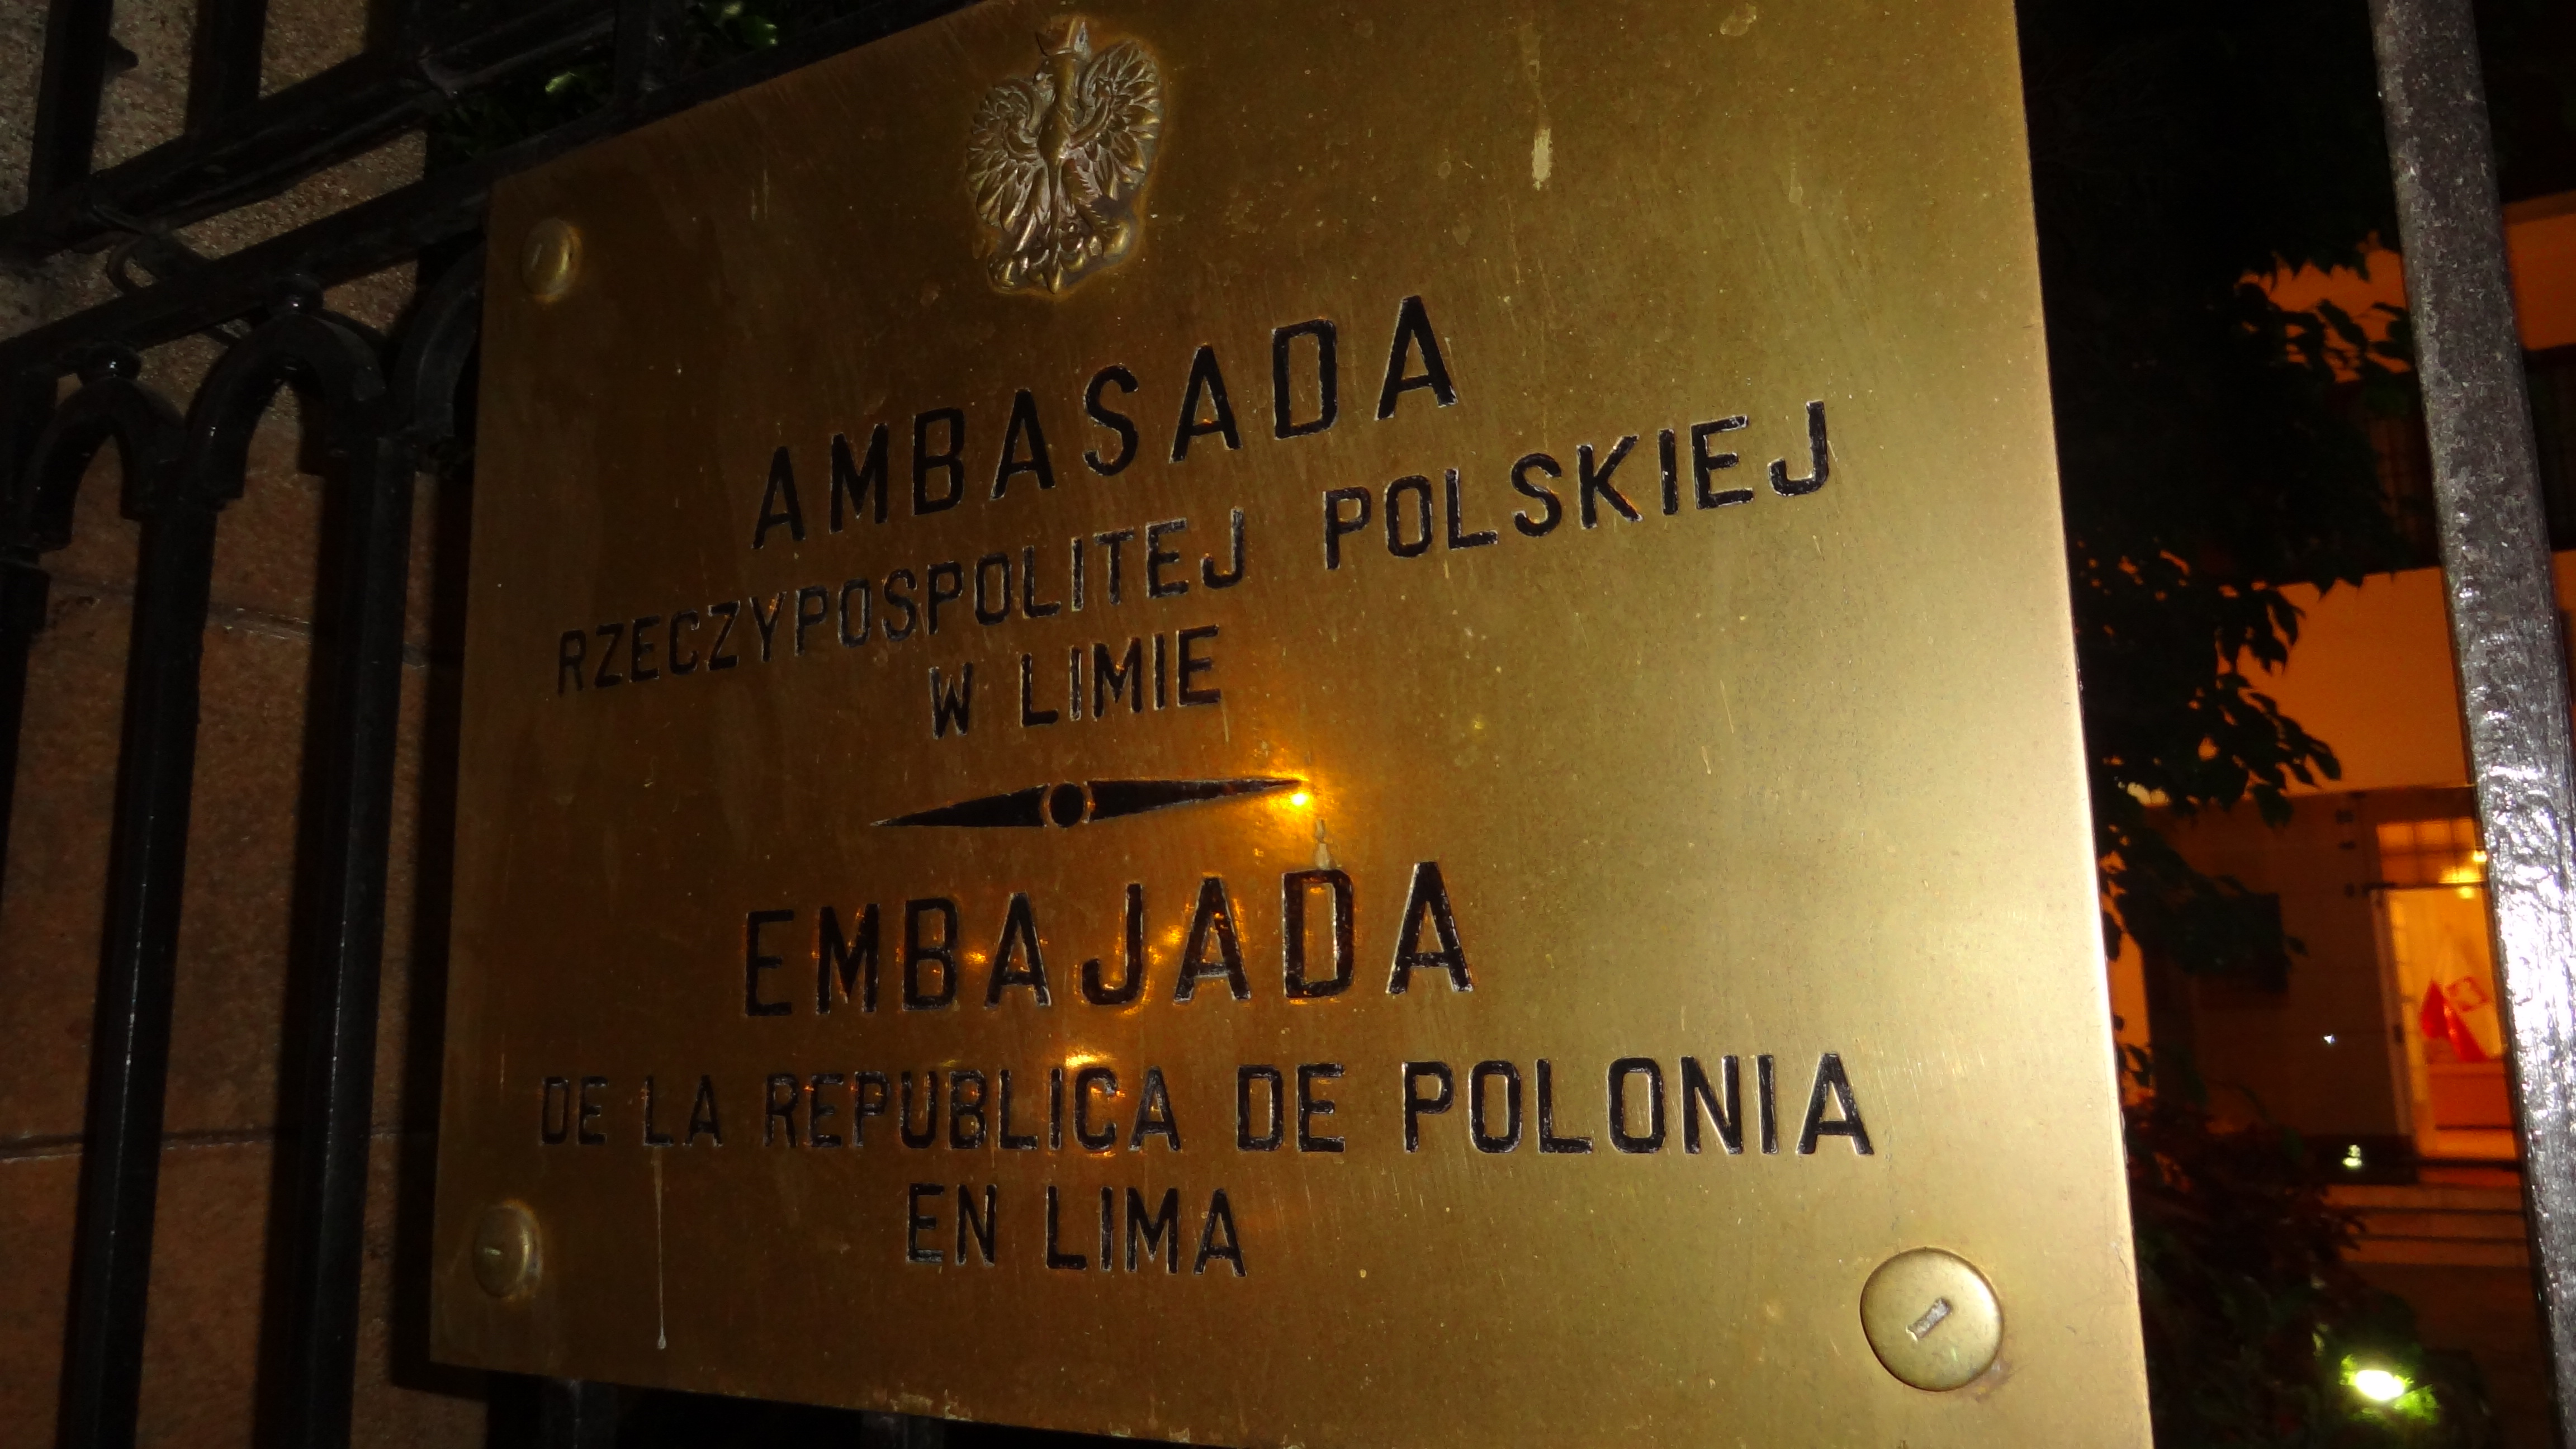 AMBASADA
RZECZYPOSPOLITEJ POLSKIEJ
W LIMIE
EMBAJADA
DE LA REPUBLICA DE POLONIA
EN LIMA